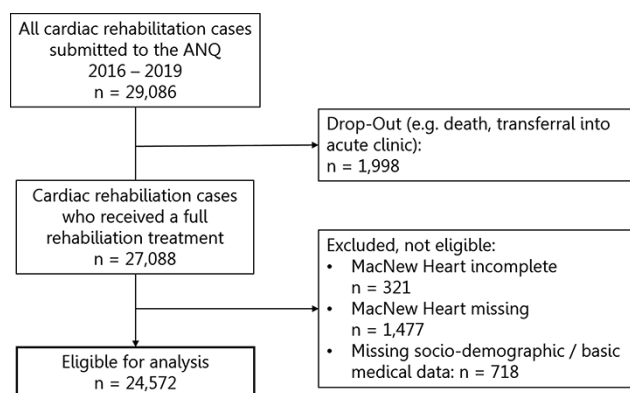 All cardiac rehabilitation cases
submitted to the ANQ
2016 – 2019
n = 29,086
Drop-Out (e.g. death, transferral into
acute clinic):
n = 1,998
Cardiac rehabiliation cases
who received a full
rehabiliation treatment
n = 27,088
Excluded, not eligible:
• MacNew Heart incomplete
n = 321
• MacNew Heart missing
n = 1,477
• Missing socio-demographic / basic
medical data: n = 718
Eligible for analysis
n = 24,572